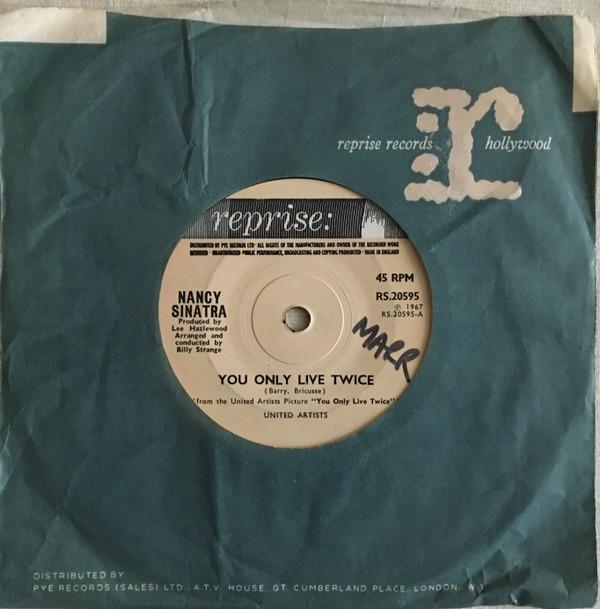 reprise records r: hollywood
reprise:
DISTRIBUTED BY PYE RECORDS LTD · ALL RIGHTS OF THE MANUFACTURERS AND OWNER OF THE RECORDED WORK
RESERVED · UNAUTHORISED PUBLIC PERFORMANCE, BROADCASTING AND COPYING PROHIBITED · MADE IN ENGLAND
45 RPM
NANCY
SINATRA
RS.20595
℗ 1967
RS.20595-A
Produced by
Lee Hazlewood
Arranged and
conducted by
Billy Strange
MARR
YOU ONLY LIVE TWICE
(Barry, Bricusse)
(from the United Artists Picture "You Only Live Twice")
UNITED ARTISTS
DISTRIBUTED BY
PYE RECORDS (SALES) LTD., A.T.V. HOUSE, GT. CUMBERLAND PLACE, LONDON, W.1